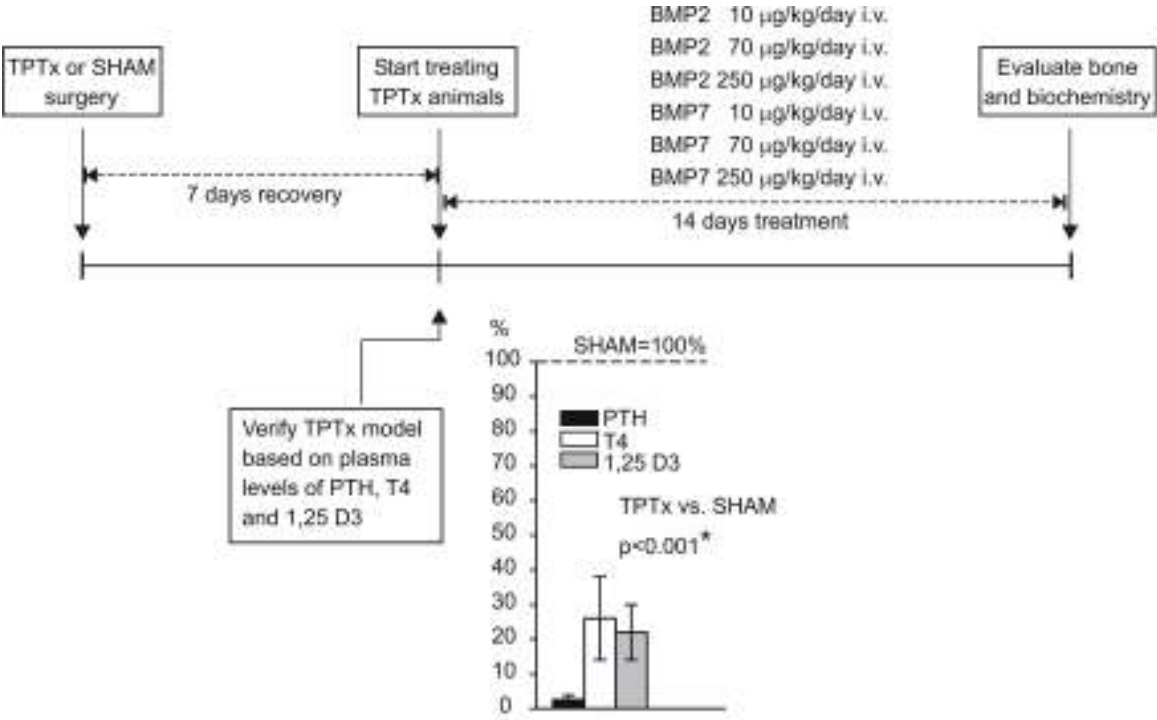 BMP2 10 µg/kg/day i.v.
BMP2 70 µg/kg/day i.v.
BMP2 250 µg/kg/day i.v.
BMP7 10 µg/kg/day i.v.
BMP7 70 µg/kg/day i.v.
BMP7 250 µg/kg/day i.v.
TPTx or SHAM
surgery
Start treating
TPTx animals
Evaluate bone
and biochemistry
7 days recovery
14 days treatment
Verify TPTx model
based on plasma
levels of PTH, T4
and 1,25 D3
%
SHAM=100%
100
90
80
70
60
50
40
30
20
10
0
PTH
T4
1,25 D3
TPTx vs. SHAM
p<0.001*